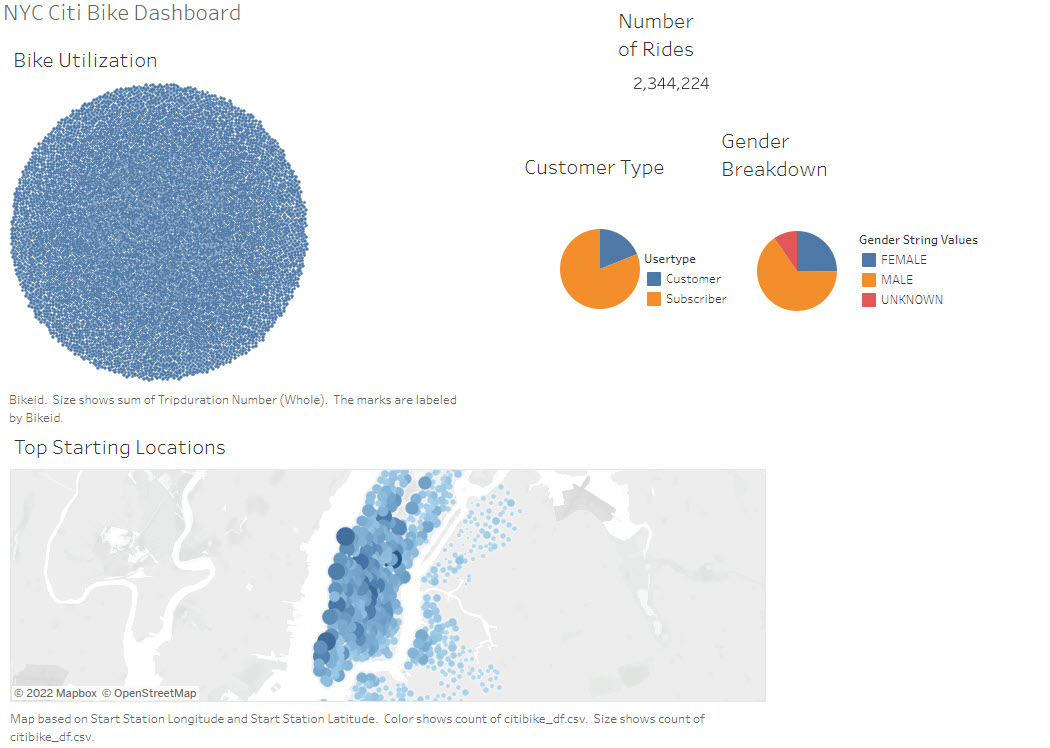 NYC Citi Bike Dashboard
Number
of Rides
2,344,224
Bike Utilization
Customer Type
Usertype
Customer
Subscriber
Gender
Breakdown
Gender String Values
FEMALE
MALE
UNKNOWN
Bikeid. Size shows sum of Tripduration Number (Whole). The marks are labeled
by Bikeid.
Top Starting Locations
© 2022 Mapbox © OpenStreetMap
Map based on Start Station Longitude and Start Station Latitude. Color shows count of citibike_df.csv. Size shows count of
citibike_df.csv.